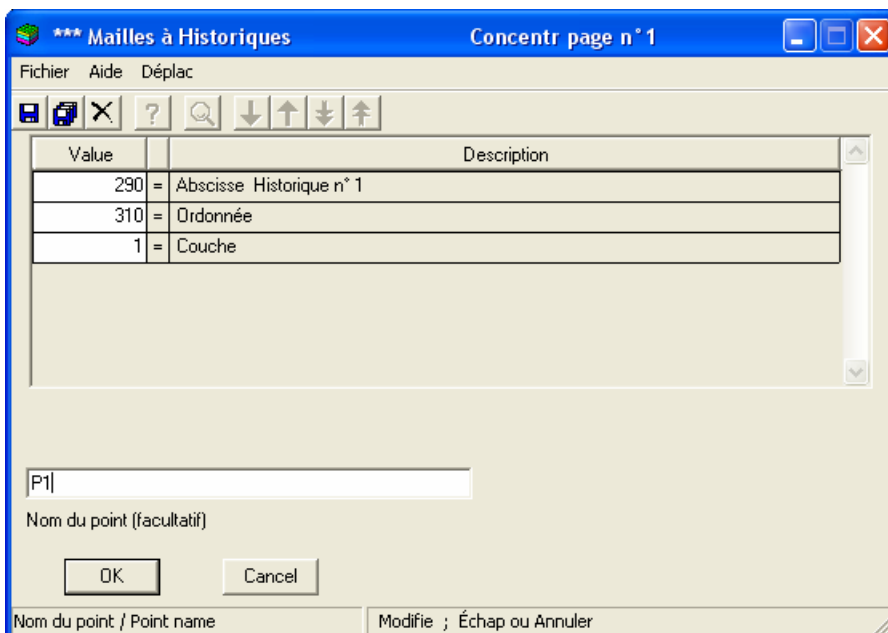 *** Mailles à Historiques Concentr page n°1
Fichier Aide Déplac
?
Value Description
290 = Abscisse Historique n°1
310 = Ordonnée
1 = Couche
P1
Nom du point (facultatif)
OK Cancel
Nom du point / Point name Modifie ; Échap ou Annuler